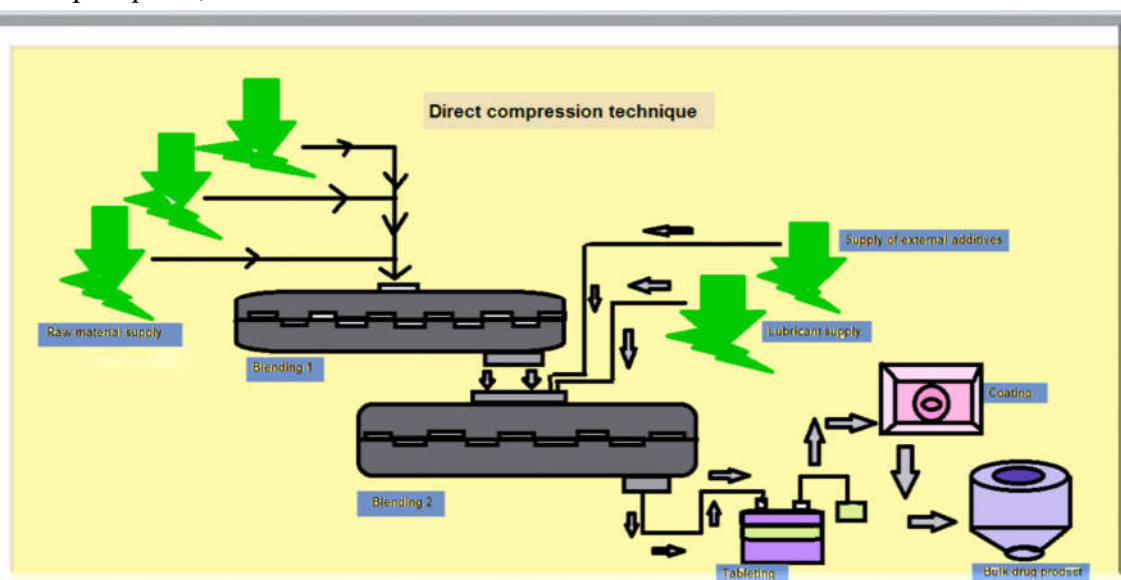 Direct compression technique
Supply of external additives
Raw material supply
Lubricant supply
Blending 1
Coating
Blending 2
Tableting
Bulk drug product